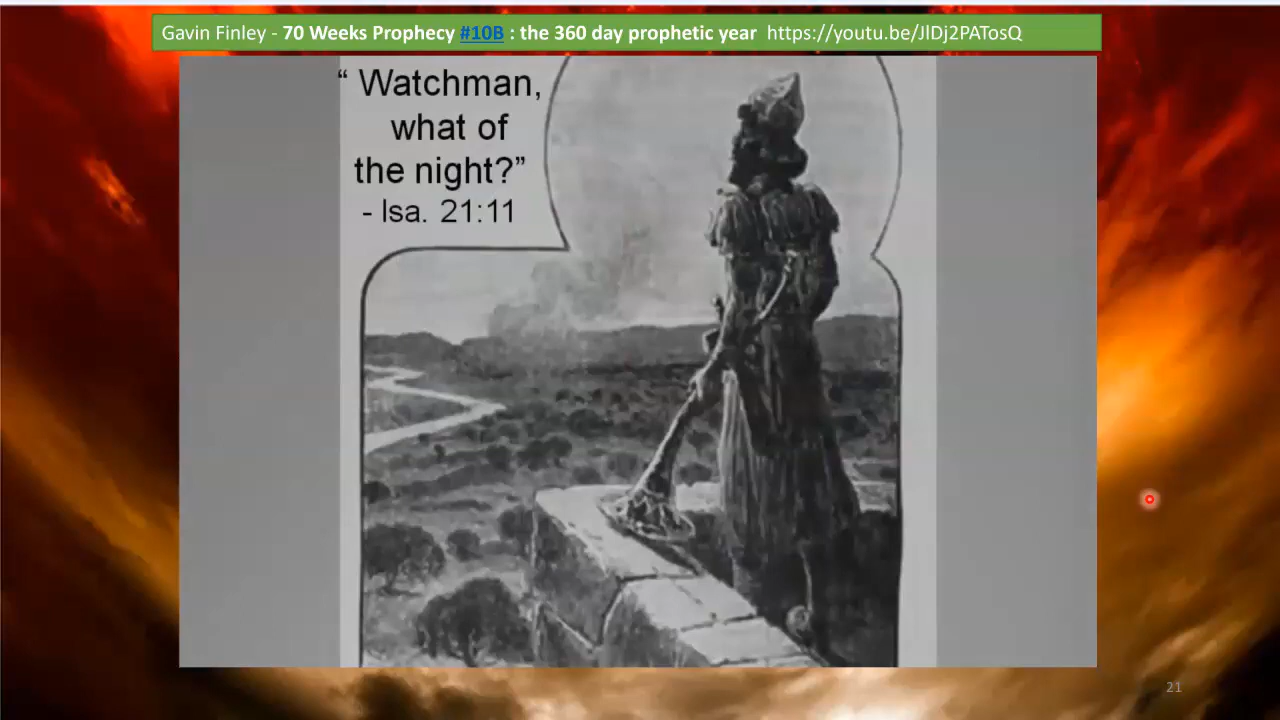 Gavin Finley - 70 Weeks Prophecy #10B : the 360 day prophetic year https://youtu.be/JlDj2PATosQ
“ Watchman,
what of
the night?”
- Isa. 21:11
21